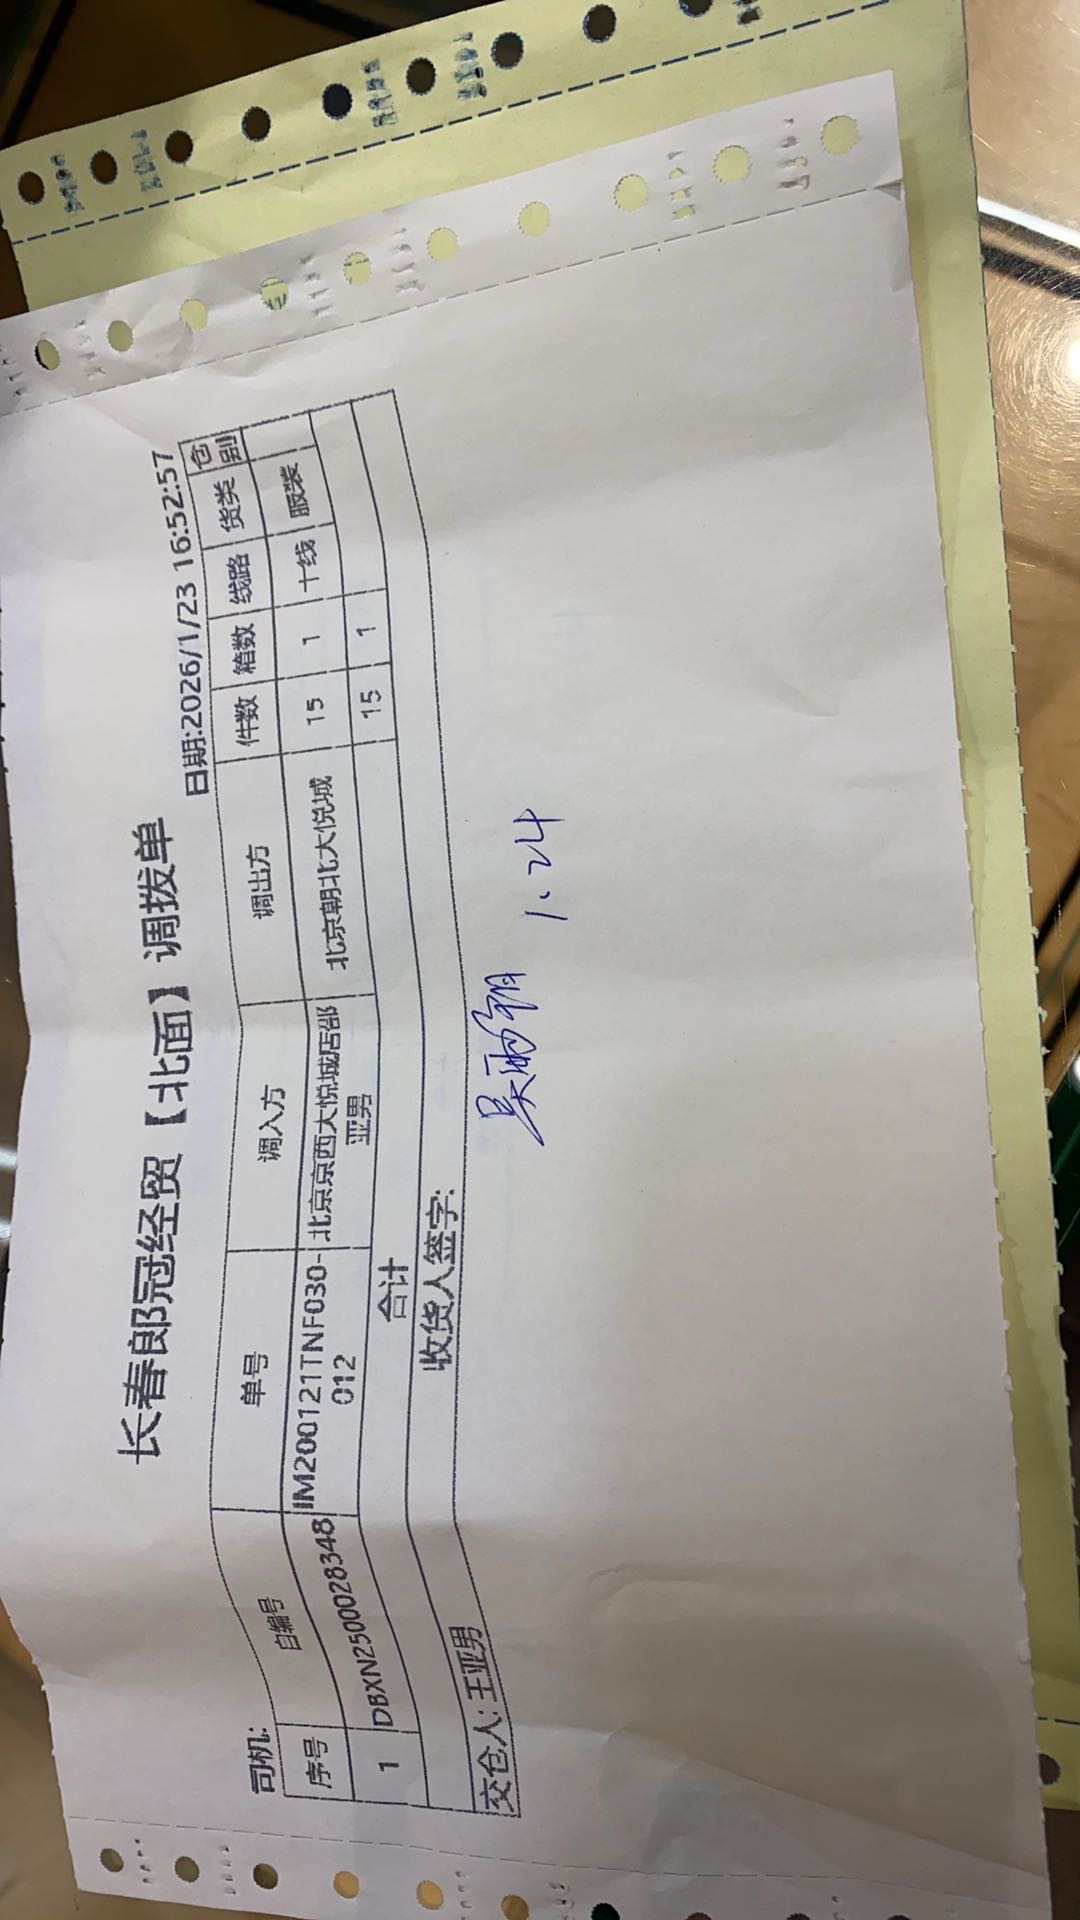 长春郎冠经贸【北面】调拨单
司机:
日期:2026/1/23 16:52:57
序号 自编号 单号 调入方 调出方 件数 箱数 线路 货类 仓别
1 DBXN2500028348 IM200121TNF030-012 北京京西大悦城店邵亚男 北京朝北大悦城 15 1 十线 服装
合计 15 1
收货人签字:
交仓人: 王亚男
1.24